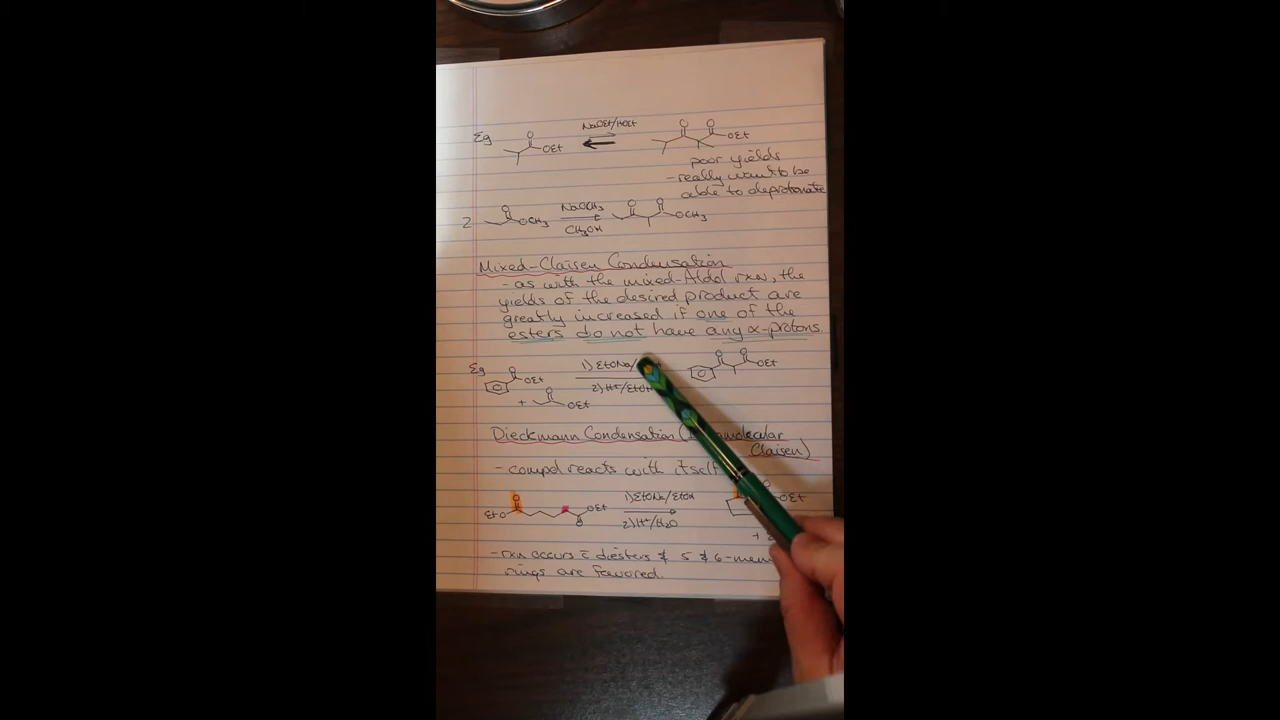 Eg
O
OEt
NaOEt/HOEt
O O
OEt
poor yields
- really want to be
able to deprotonate
2
O
OCH3
NaOCH3
CH3OH
O O
OCH3
Mixed-Claisen Condensation
- as with the mixed-Aldol rxn, the
yields of the desired product are
greatly increased if one of the
esters do not have any α-protons.
Eg
O
OEt
+
O
OEt
1) EtONa/
2) H+/EtOH
O O
OEt
Dieckmann Condensation (
Claisen)
- compd reacts with itself
O
EtO
OEt
O
1) EtONa/EtOH
2) H+/H2O
O
OEt
+
- rxn occurs c̄ diesters & 5 & 6-mem
rings are favored.